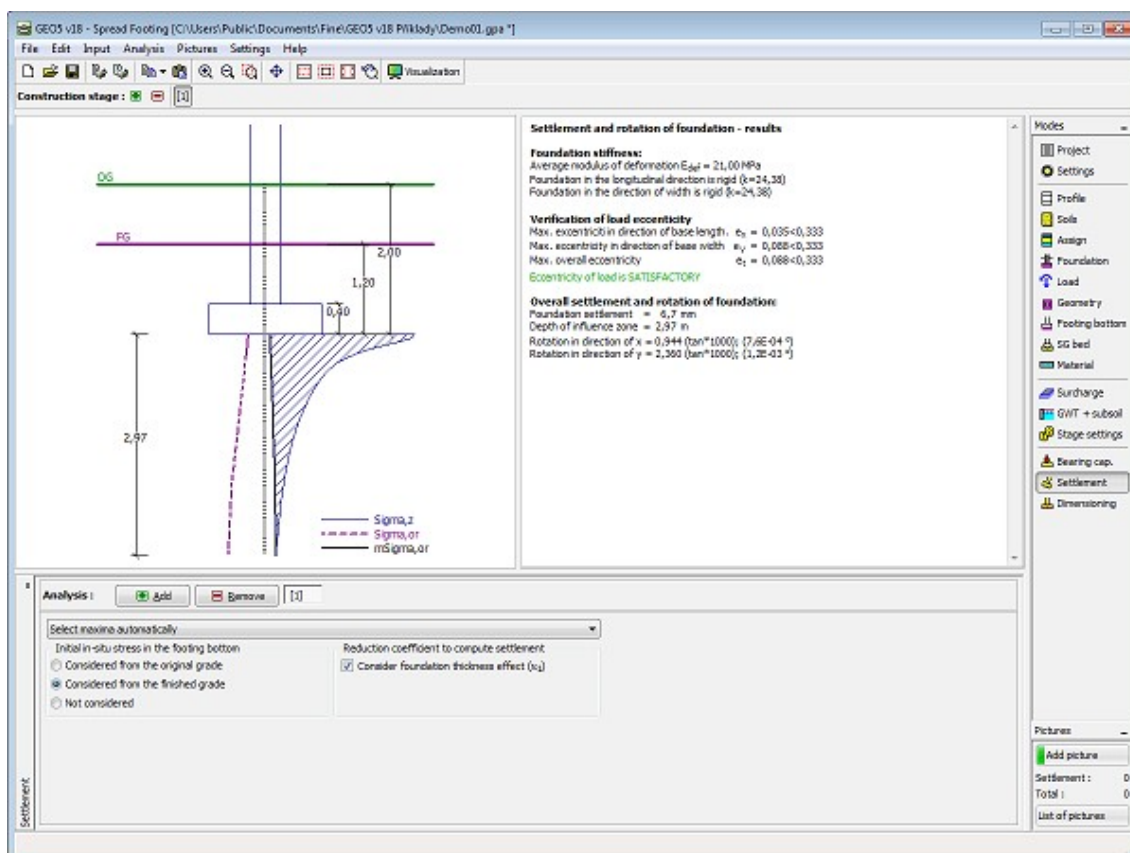 GEO5 v18 - Spread Footing [C:\Users\Public\Documents\Fine\GEO5 v18 Příklady\Demo01.gpa *]
File Edit Input Analysis Pictures Settings Help
Visualization
Construction stage : [1]
OG
FG
2,00
1,20
0,40
2,97
Sigma,z
Sigma,or
mSigma,or
Settlement and rotation of foundation - results
Foundation stiffness:
Average modulus of deformation Edef = 21,00 MPa
Foundation in the longitudinal direction is rigid (k=24,38)
Foundation in the direction of width is rigid (k=24,38)
Verification of load eccenticity
Max. excentriciti in direction of base length. ex = 0,035<0,333
Max. eccentricity in direction of base width ey = 0,088<0,333
Max. overall eccentricity et = 0,088<0,333
Eccentricity of load is SATISFACTORY
Overall settlement and rotation of foundation:
Foundation settlement = 6,7 mm
Depth of influence zone = 2,97 m
Rotation in direction of x = 0,944 (tan*1000); (7,6E-04 °)
Rotation in direction of y = 2,360 (tan*1000); (1,2E-03 °)
Modes
Project
Settings
Profile
Soils
Assign
Foundation
Load
Geometry
Footing bottom
SG bed
Material
Surcharge
GWT + subsoil
Stage settings
Bearing cap.
Settlement
Dimensioning
Settlement
Analysis : Add Remove [1]
Select maxima automatically
Initial in-situ stress in the footing bottom
Considered from the original grade
Considered from the finished grade
Not considered
Reduction coefficient to compute settlement
Consider foundation thickness effect (κ1)
Pictures
Add picture
Settlement : 0
Total : 0
List of pictures